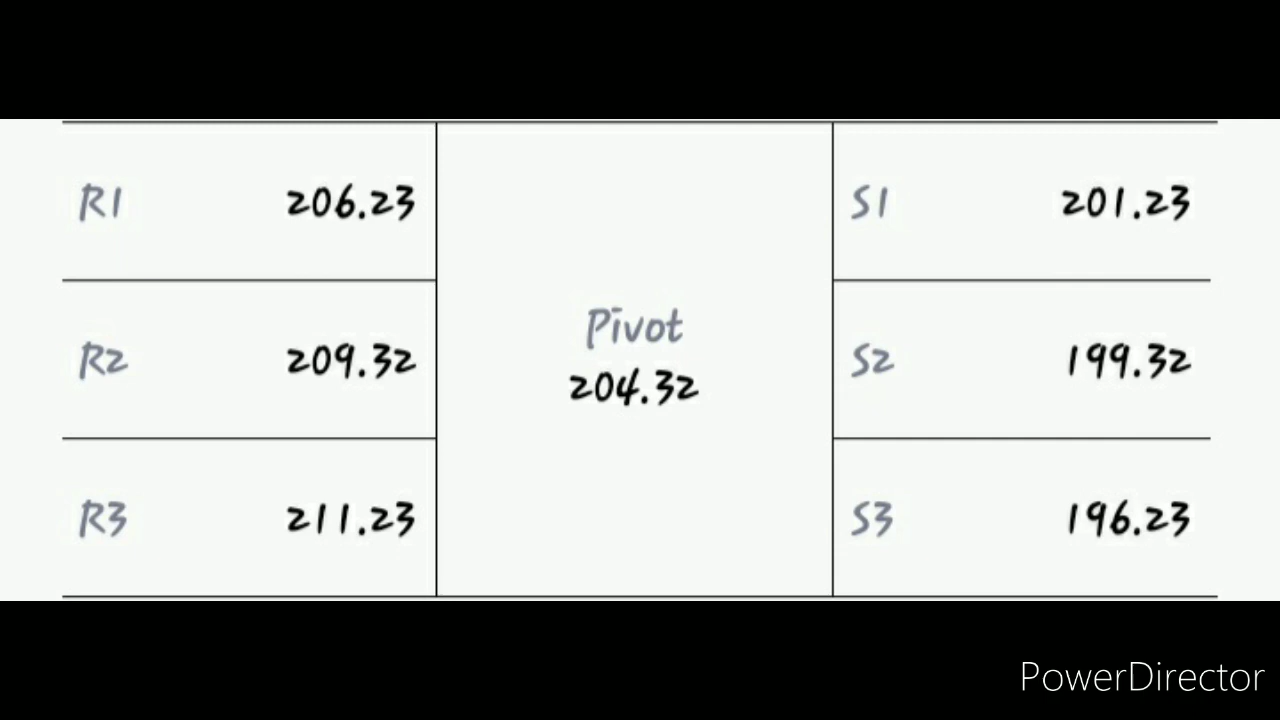 R1 206.23
R2 209.32
R3 211.23
Pivot
204.32
S1 201.23
S2 199.32
S3 196.23
PowerDirector